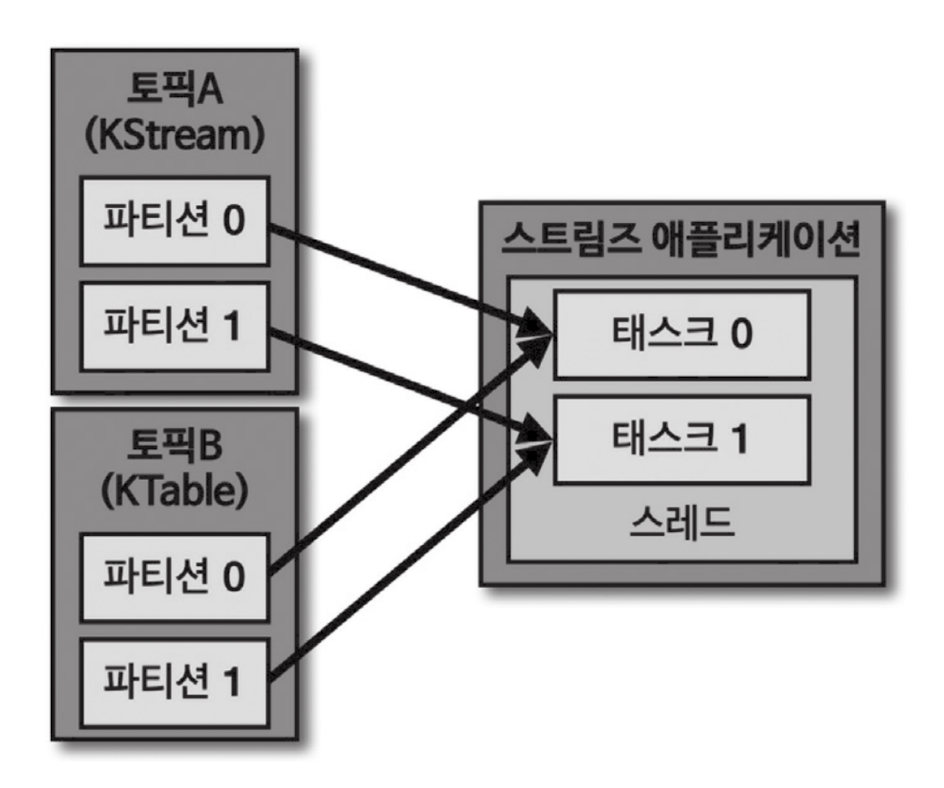 토픽A
(KStream)
파티션 0
파티션 1
토픽B
(KTable)
파티션 0
파티션 1
스트림즈 애플리케이션
태스크 0
태스크 1
스레드